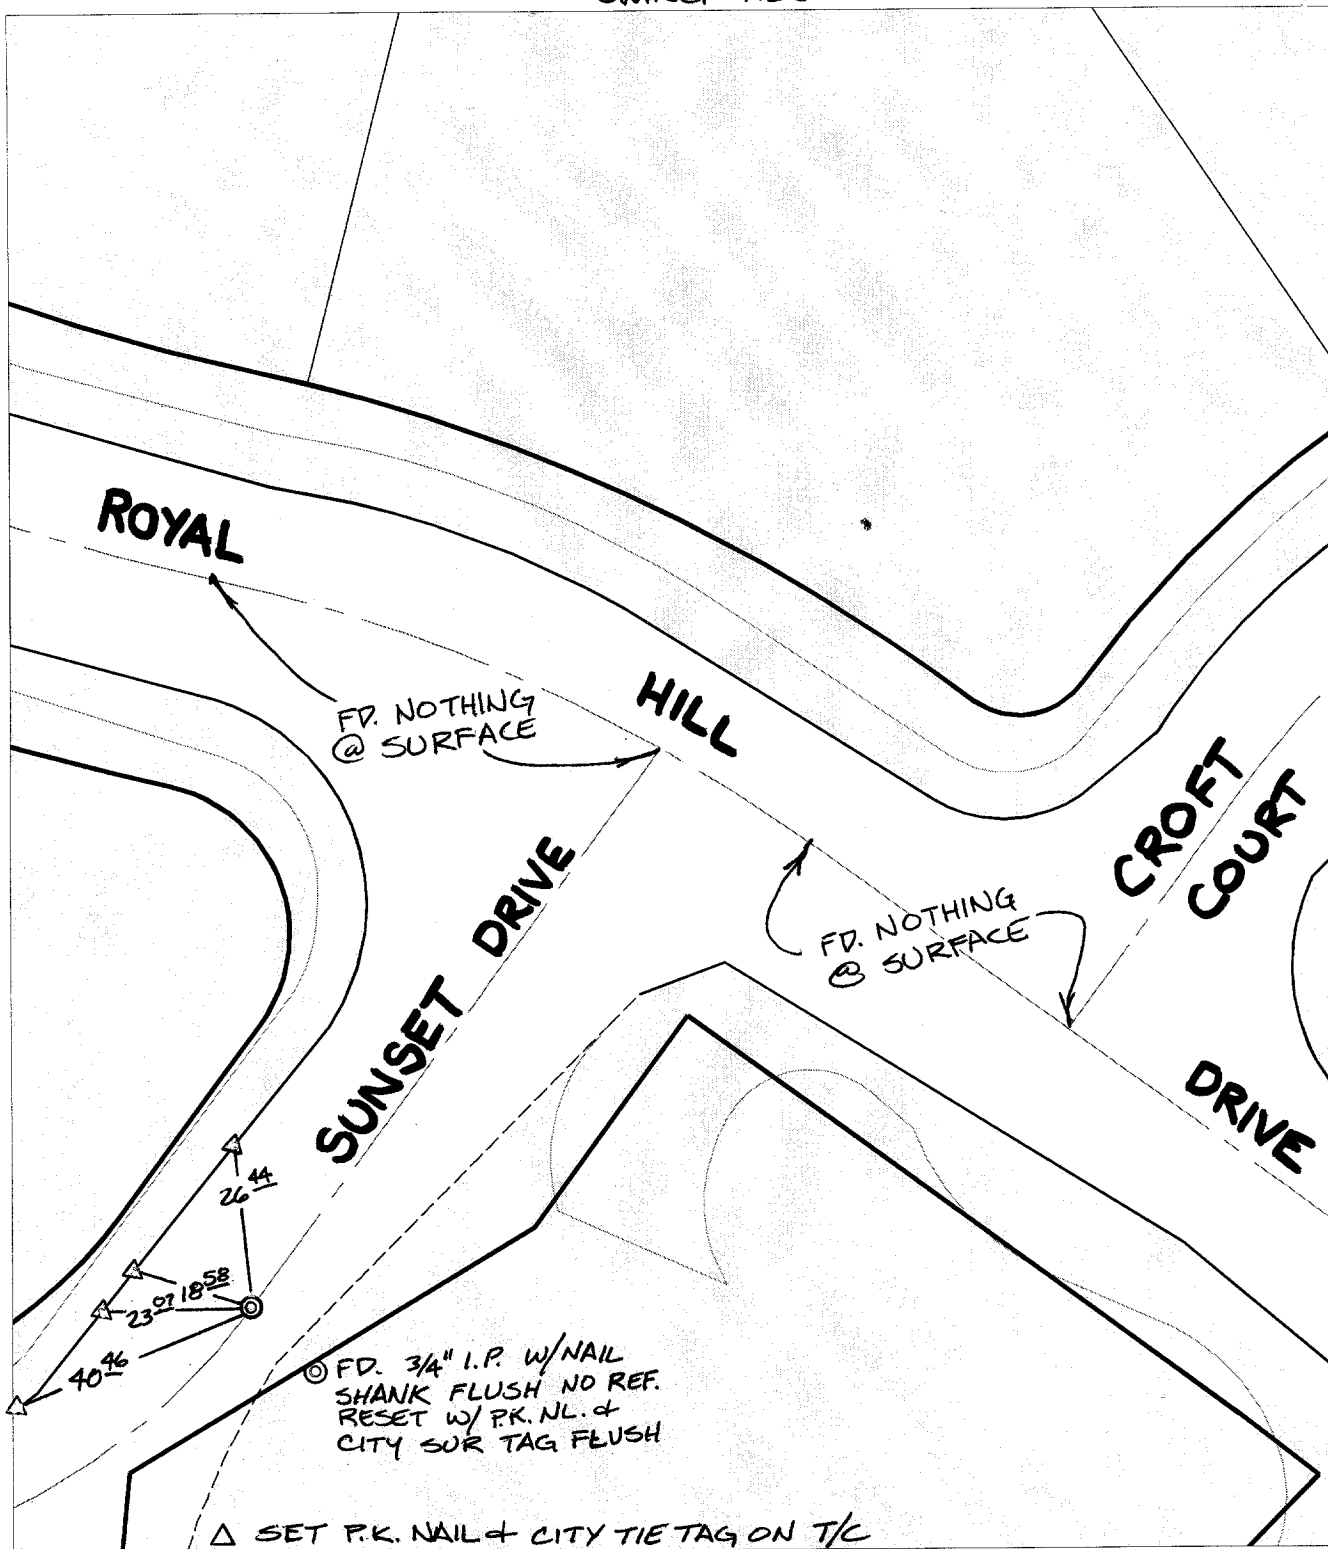 ROYAL
HILL
FD. NOTHING
@ SURFACE
CROFT
COURT
SUNSET DRIVE
FD. NOTHING
@ SURFACE
DRIVE
26 44
18 58
23 07
40 46
FD. 3/4" I.P. W/NAIL
SHANK FLUSH NO REF.
RESET W/ P.K. NL. &
CITY SUR TAG FLUSH
△ SET P.K. NAIL & CITY TIE TAG ON T/C